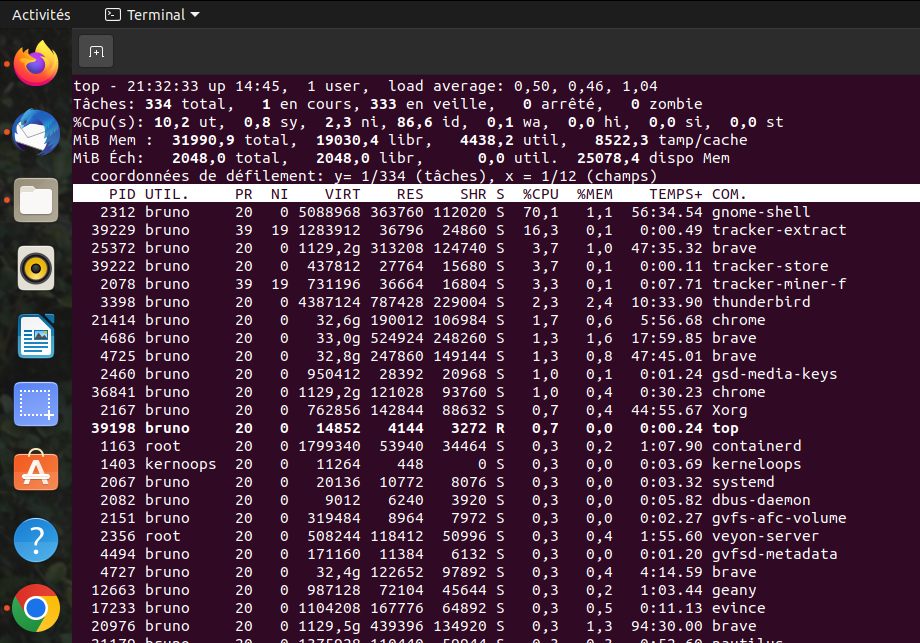 Activités Terminal
top - 21:32:33 up 14:45, 1 user, load average: 0,50, 0,46, 1,04
Tâches: 334 total, 1 en cours, 333 en veille, 0 arrêté, 0 zombie
%Cpu(s): 10,2 ut, 0,8 sy, 2,3 ni, 86,6 id, 0,1 wa, 0,0 hi, 0,0 si, 0,0 st
MiB Mem : 31990,9 total, 19030,4 libr, 4438,2 util, 8522,3 tamp/cache
MiB Éch: 2048,0 total, 2048,0 libr, 0,0 util. 25078,4 dispo Mem
coordonnées de défilement: y= 1/334 (tâches), x = 1/12 (champs)
PID UTIL. PR NI VIRT RES SHR S %CPU %MEM TEMPS+ COM.
2312 bruno 20 0 5088968 363760 112020 S 70,1 1,1 56:34.54 gnome-shell
39229 bruno 39 19 1283912 36796 24860 S 16,3 0,1 0:00.49 tracker-extract
25372 bruno 20 0 1129,2g 313208 124740 S 3,7 1,0 47:35.32 brave
39222 bruno 20 0 437812 27764 15680 S 3,7 0,1 0:00.11 tracker-store
2078 bruno 39 19 731196 36664 16804 S 3,3 0,1 0:07.71 tracker-miner-f
3398 bruno 20 0 4387124 787428 229004 S 2,3 2,4 10:33.90 thunderbird
21414 bruno 20 0 32,6g 190012 106984 S 1,7 0,6 5:56.68 chrome
4686 bruno 20 0 33,0g 524924 248260 S 1,3 1,6 17:59.85 brave
4725 bruno 20 0 32,8g 247860 149144 S 1,3 0,8 47:45.01 brave
2460 bruno 20 0 950412 28392 20968 S 1,0 0,1 0:01.24 gsd-media-keys
36841 bruno 20 0 1129,2g 121028 93760 S 1,0 0,4 0:30.23 chrome
2167 bruno 20 0 762856 142844 88632 S 0,7 0,4 44:55.67 Xorg
39198 bruno 20 0 14852 4144 3272 R 0,7 0,0 0:00.24 top
1163 root 20 0 1799340 53940 34464 S 0,3 0,2 1:07.90 containerd
1403 kernoops 20 0 11264 448 0 S 0,3 0,0 0:03.69 kerneloops
2067 bruno 20 0 20136 10772 8076 S 0,3 0,0 0:03.32 systemd
2082 bruno 20 0 9012 6240 3920 S 0,3 0,0 0:05.82 dbus-daemon
2151 bruno 20 0 319484 8964 7972 S 0,3 0,0 0:02.27 gvfs-afc-volume
2356 root 20 0 508244 118412 50996 S 0,3 0,4 1:55.60 veyon-server
4494 bruno 20 0 171160 11384 6132 S 0,3 0,0 0:01.20 gvfsd-metadata
4727 bruno 20 0 32,4g 122652 97892 S 0,3 0,4 4:14.59 brave
12663 bruno 20 0 987128 72104 45644 S 0,3 0,2 1:03.44 geany
17233 bruno 20 0 1104208 167776 64892 S 0,3 0,5 0:11.13 evince
20976 bruno 20 0 1129,5g 439396 134920 S 0,3 1,3 94:30.00 brave